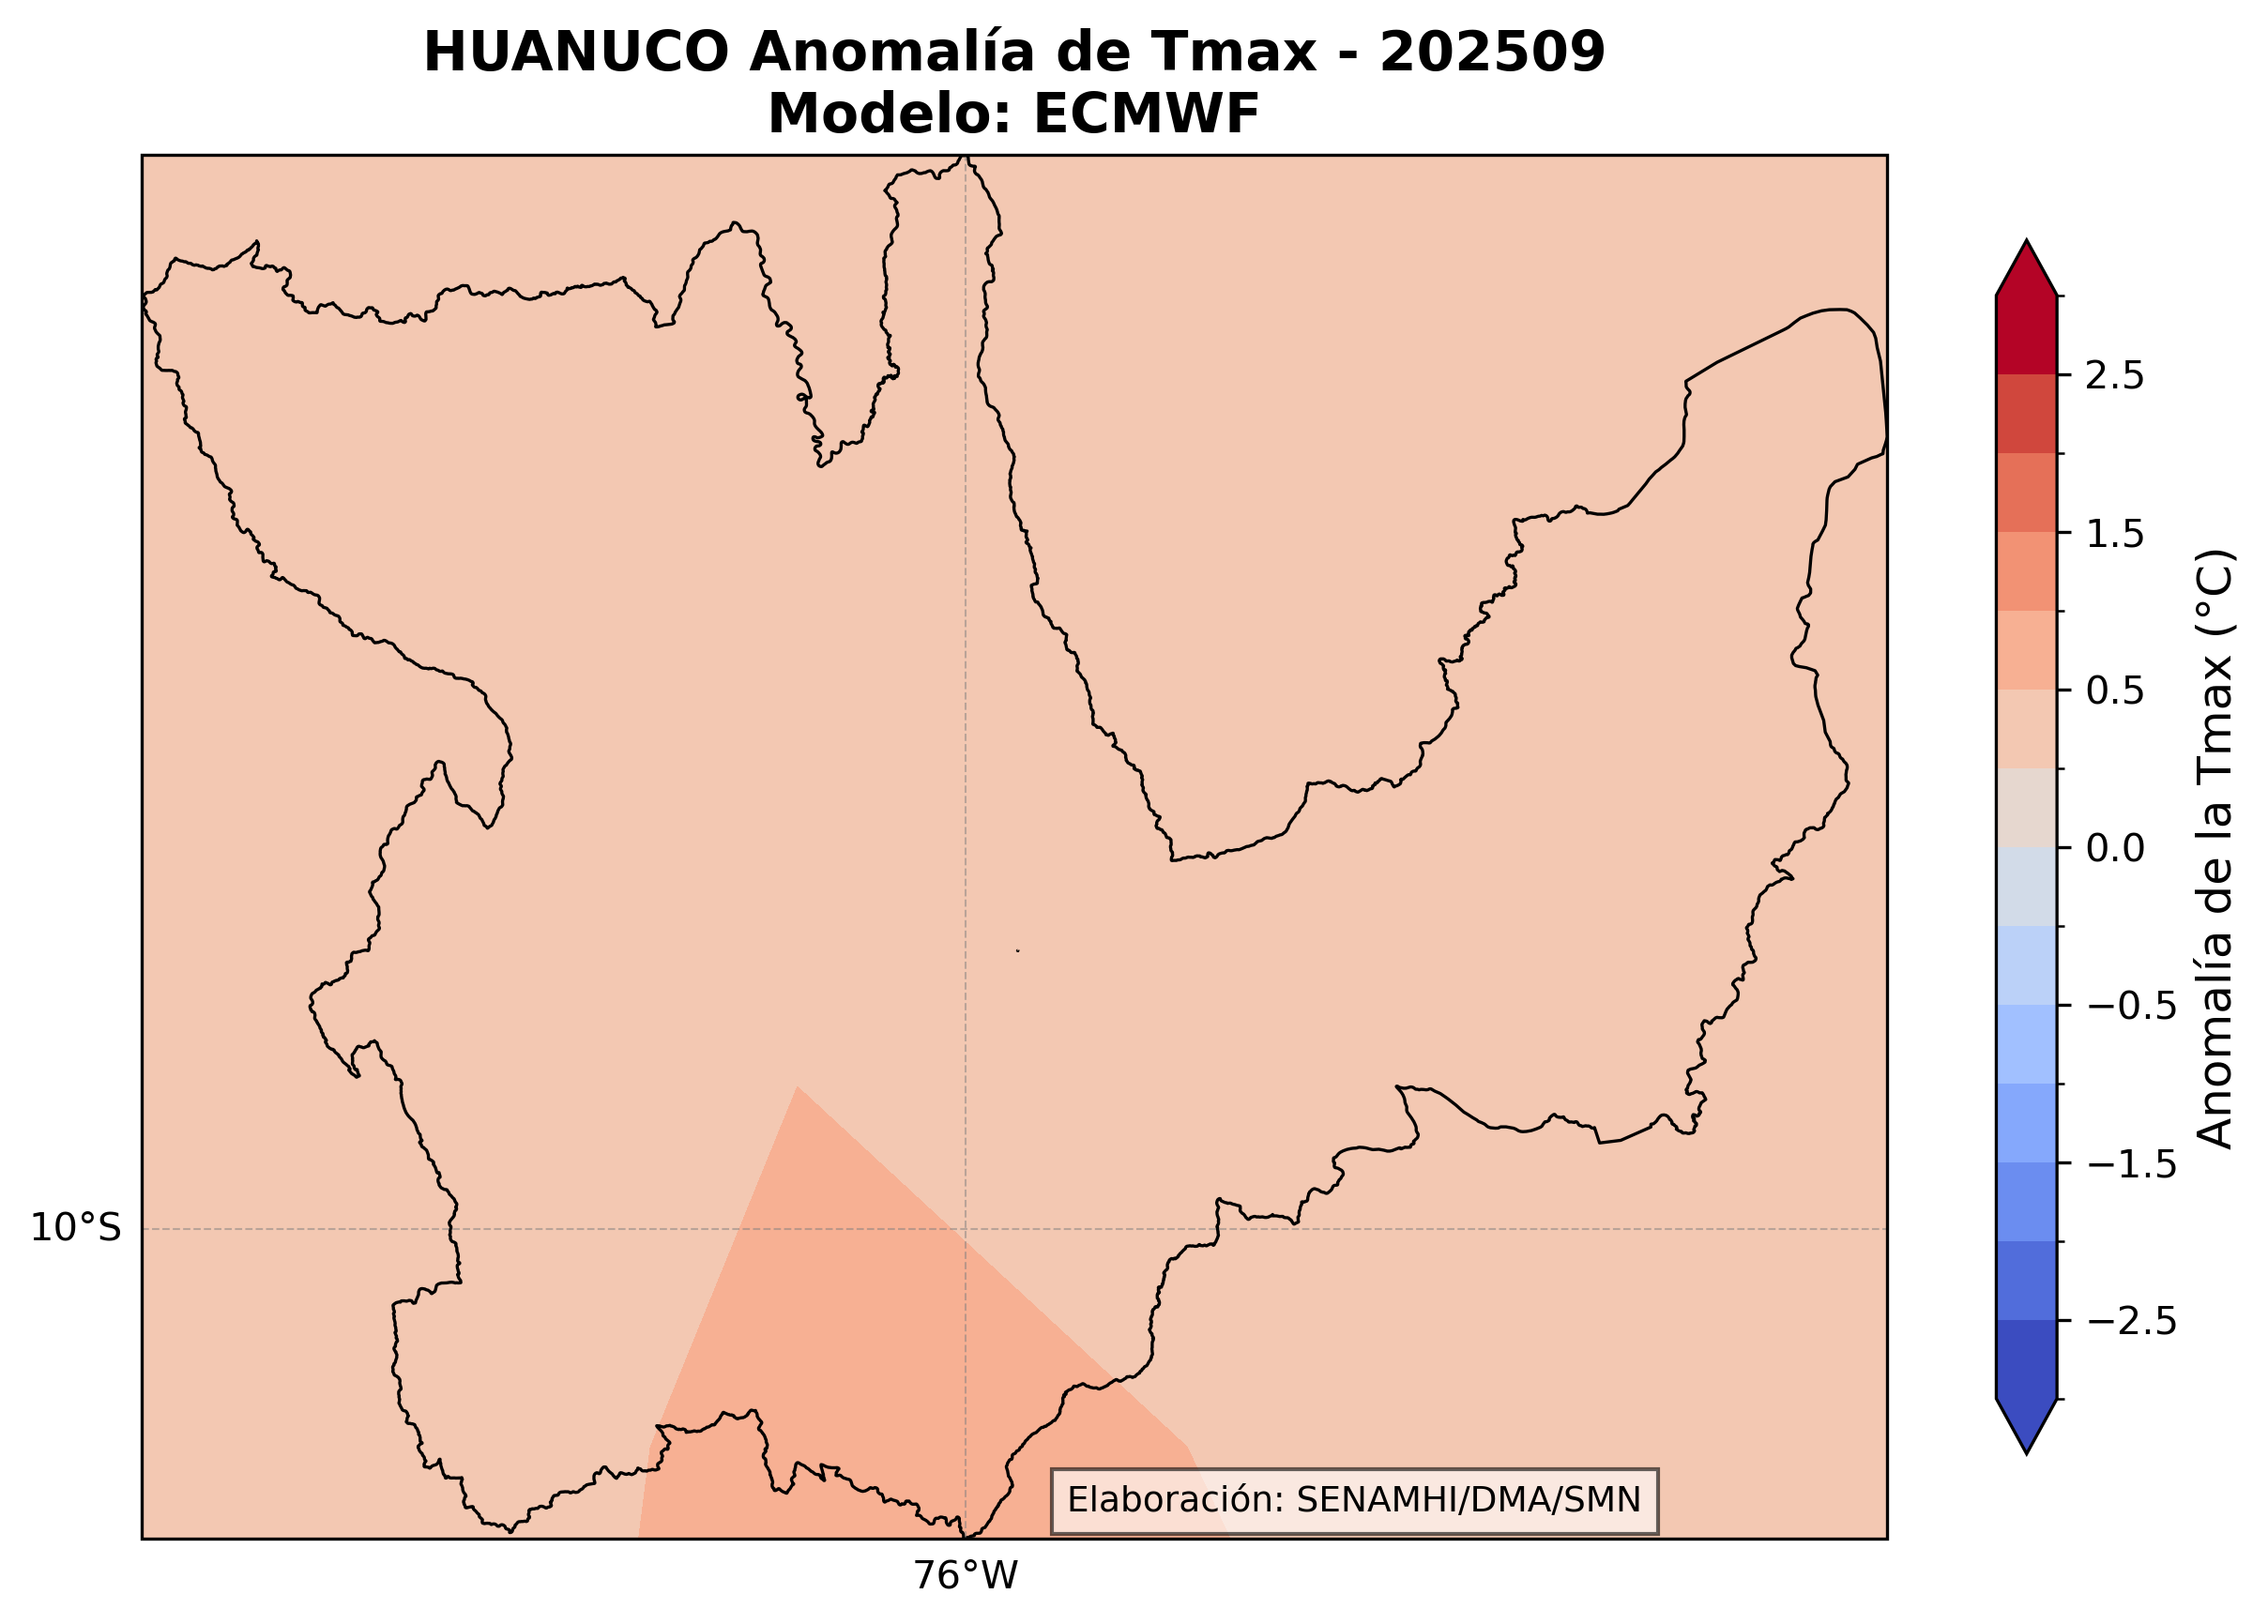 HUANUCO Anomalía de Tmax - 202509
Modelo: ECMWF
2.5
1.5
0.5
0.0
−0.5
−1.5
−2.5
Anomalía de la Tmax (°C)
10°S
Elaboración: SENAMHI/DMA/SMN
76°W